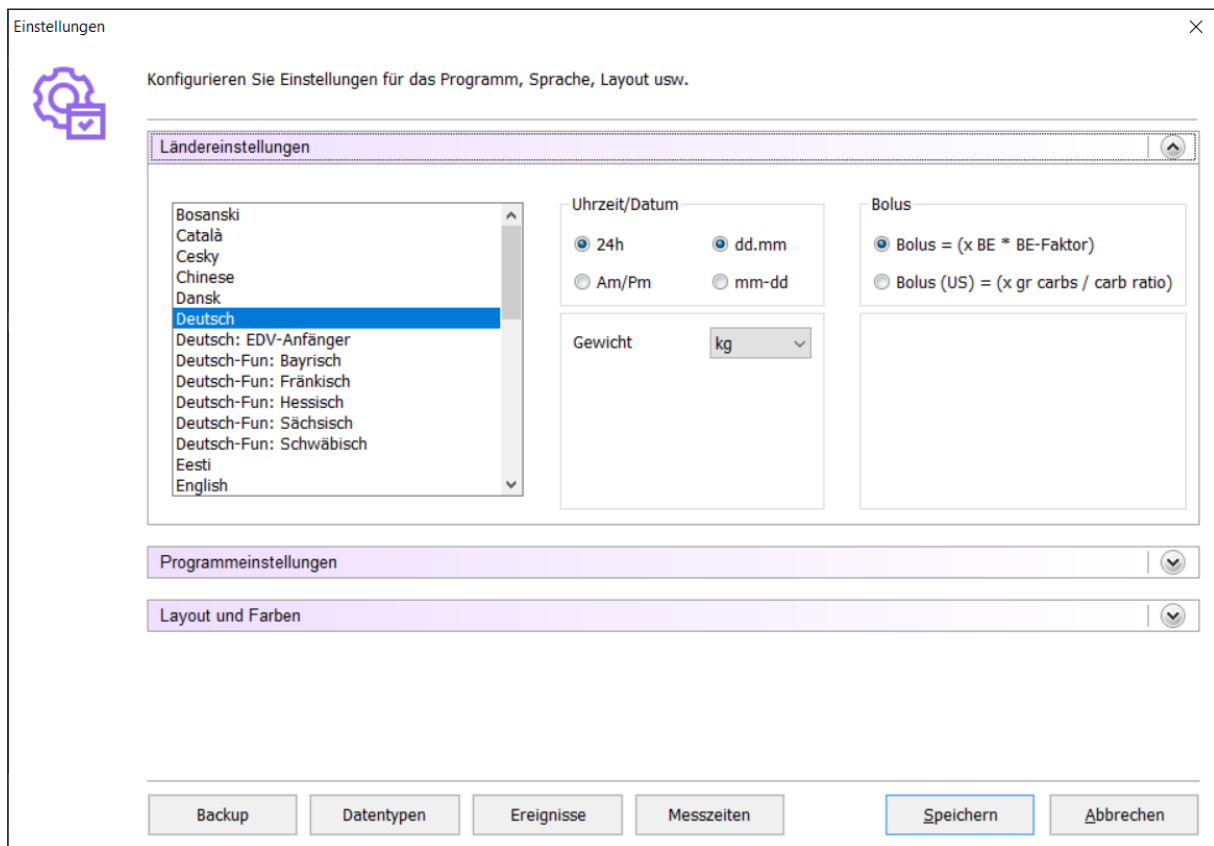 Einstellungen
Konfigurieren Sie Einstellungen für das Programm, Sprache, Layout usw.
Ländereinstellungen
Bosanski
Català
Cesky
Chinese
Dansk
Deutsch
Deutsch: EDV-Anfänger
Deutsch-Fun: Bayrisch
Deutsch-Fun: Fränkisch
Deutsch-Fun: Hessisch
Deutsch-Fun: Sächsisch
Deutsch-Fun: Schwäbisch
Eesti
English
Uhrzeit/Datum
24h dd.mm
Am/Pm mm-dd
Gewicht kg
Bolus
Bolus = (x BE * BE-Faktor)
Bolus (US) = (x gr carbs / carb ratio)
Programmeinstellungen
Layout und Farben
Backup Datentypen Ereignisse Messzeiten Speichern Abbrechen